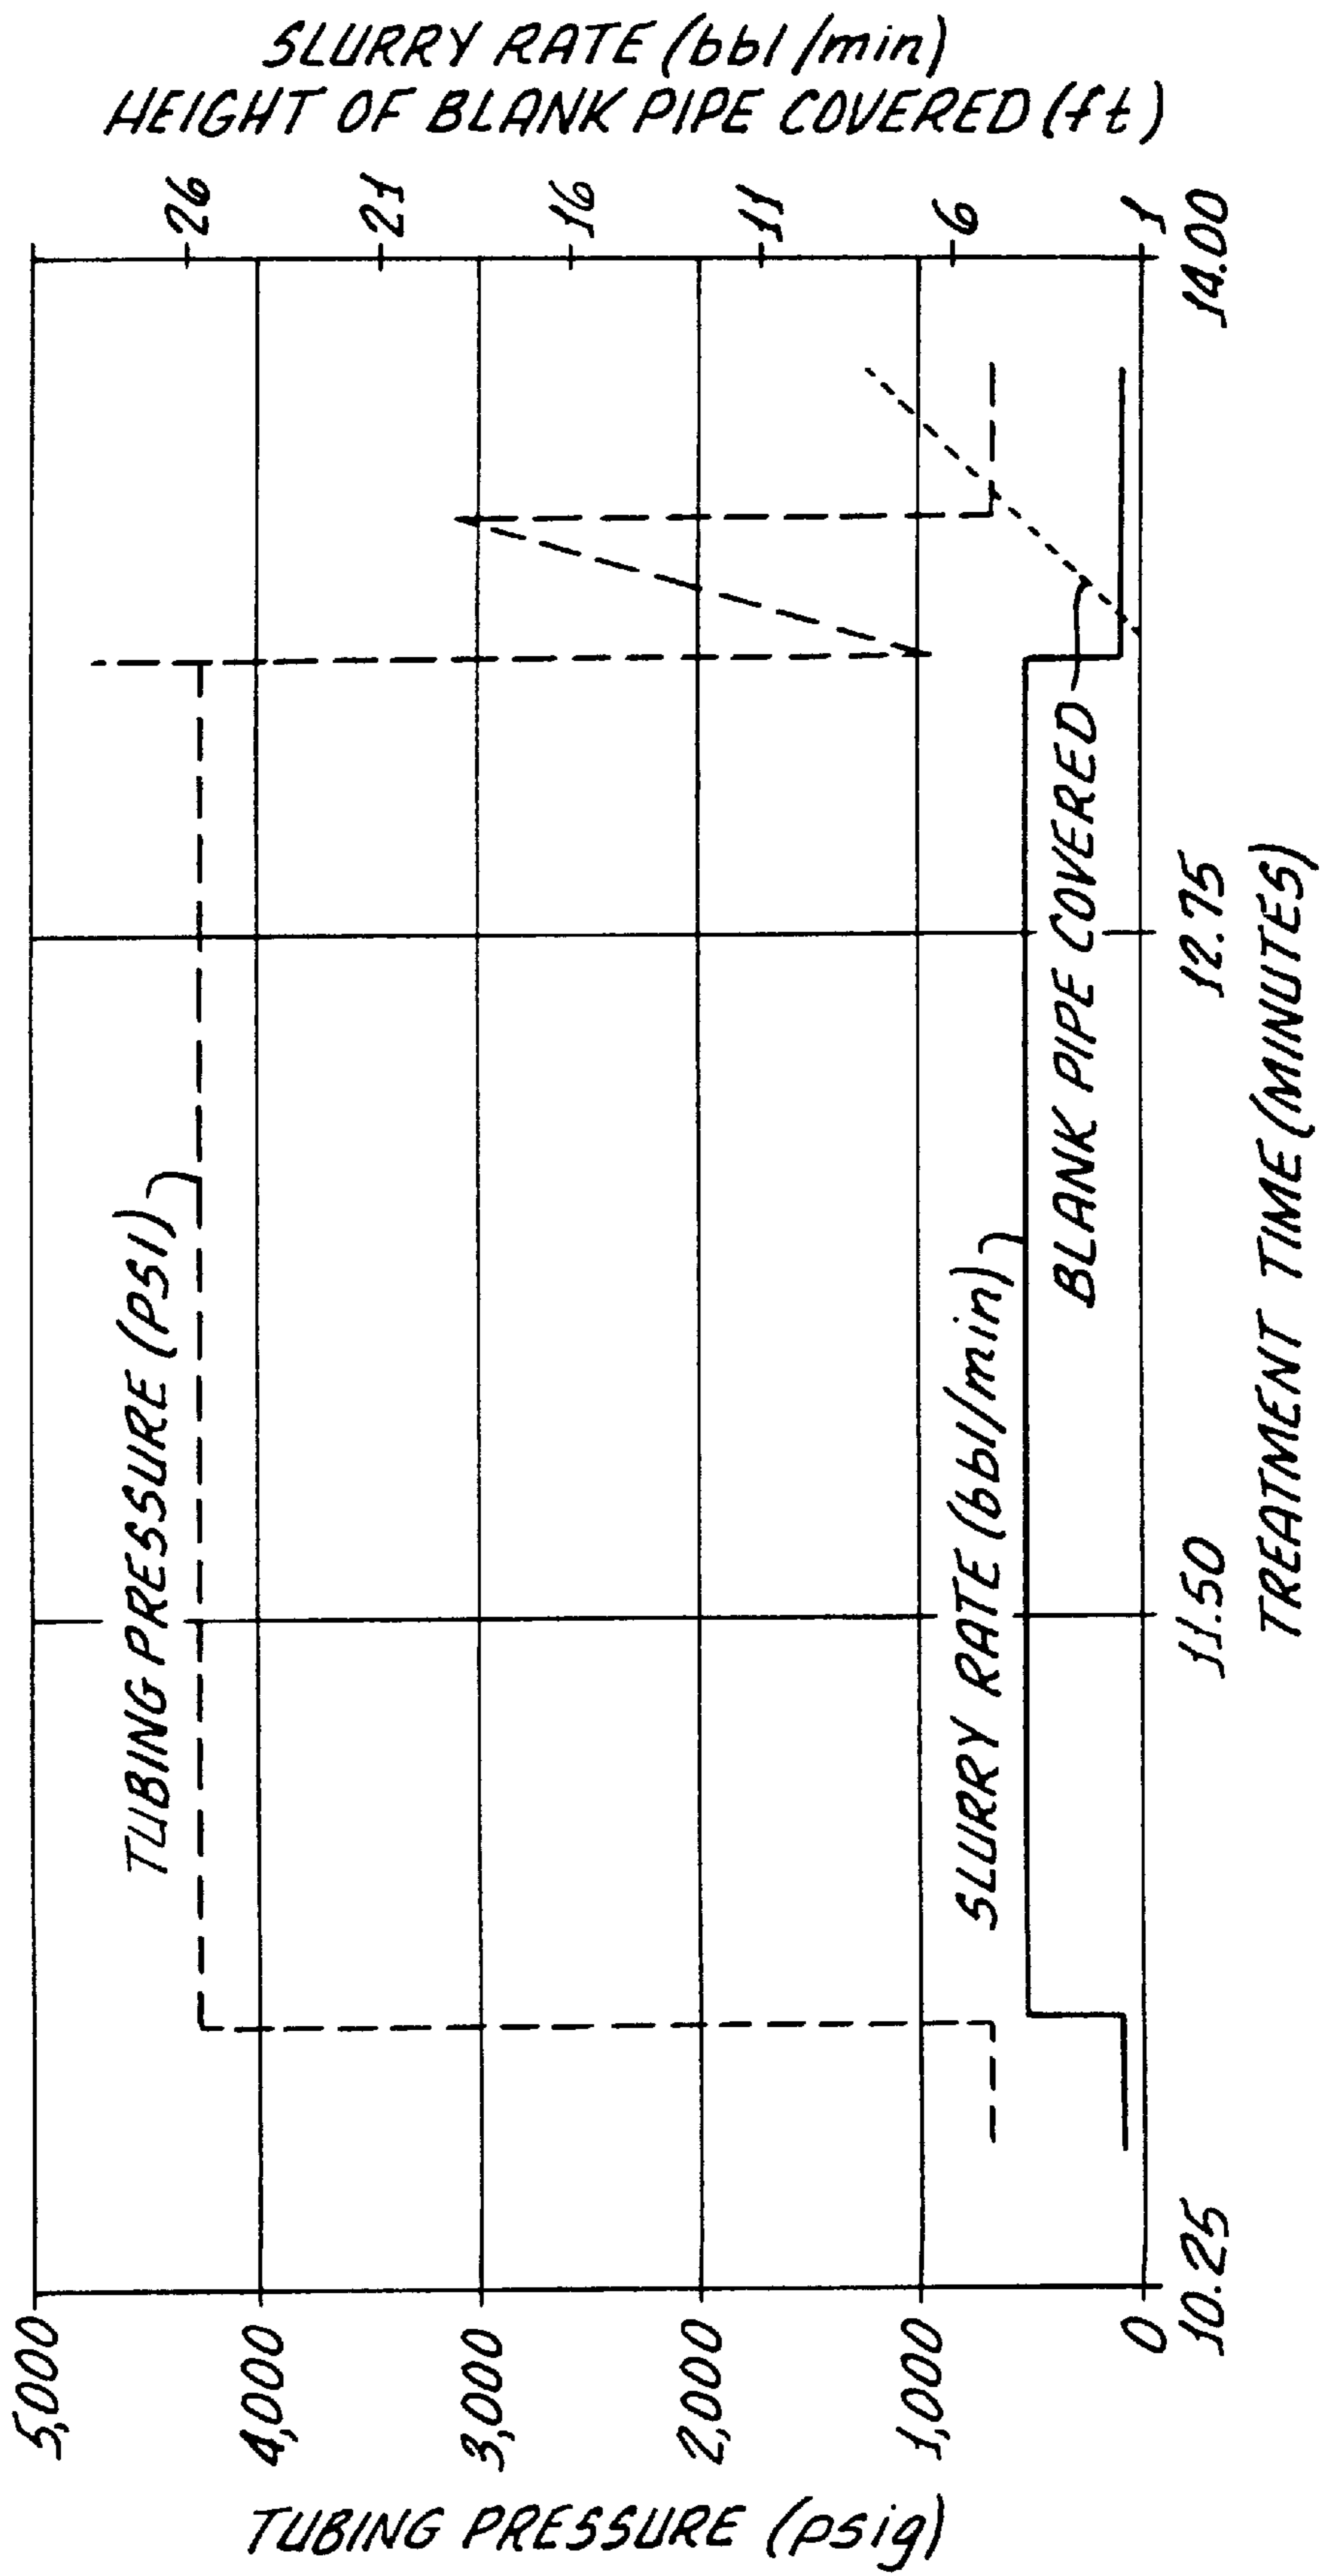 SLURRY RATE (bbl/min)
HEIGHT OF BLANK PIPE COVERED (ft)
26
21
16
11
6
1
5,000
4,000
3,000
2,000
1,000
0
TUBING PRESSURE (psig)
TUBING PRESSURE (PSI)
SLURRY RATE (bbl/min)
BLANK PIPE COVERED
10.25
11.50
12.75
14.00
TREATMENT TIME (MINUTES)